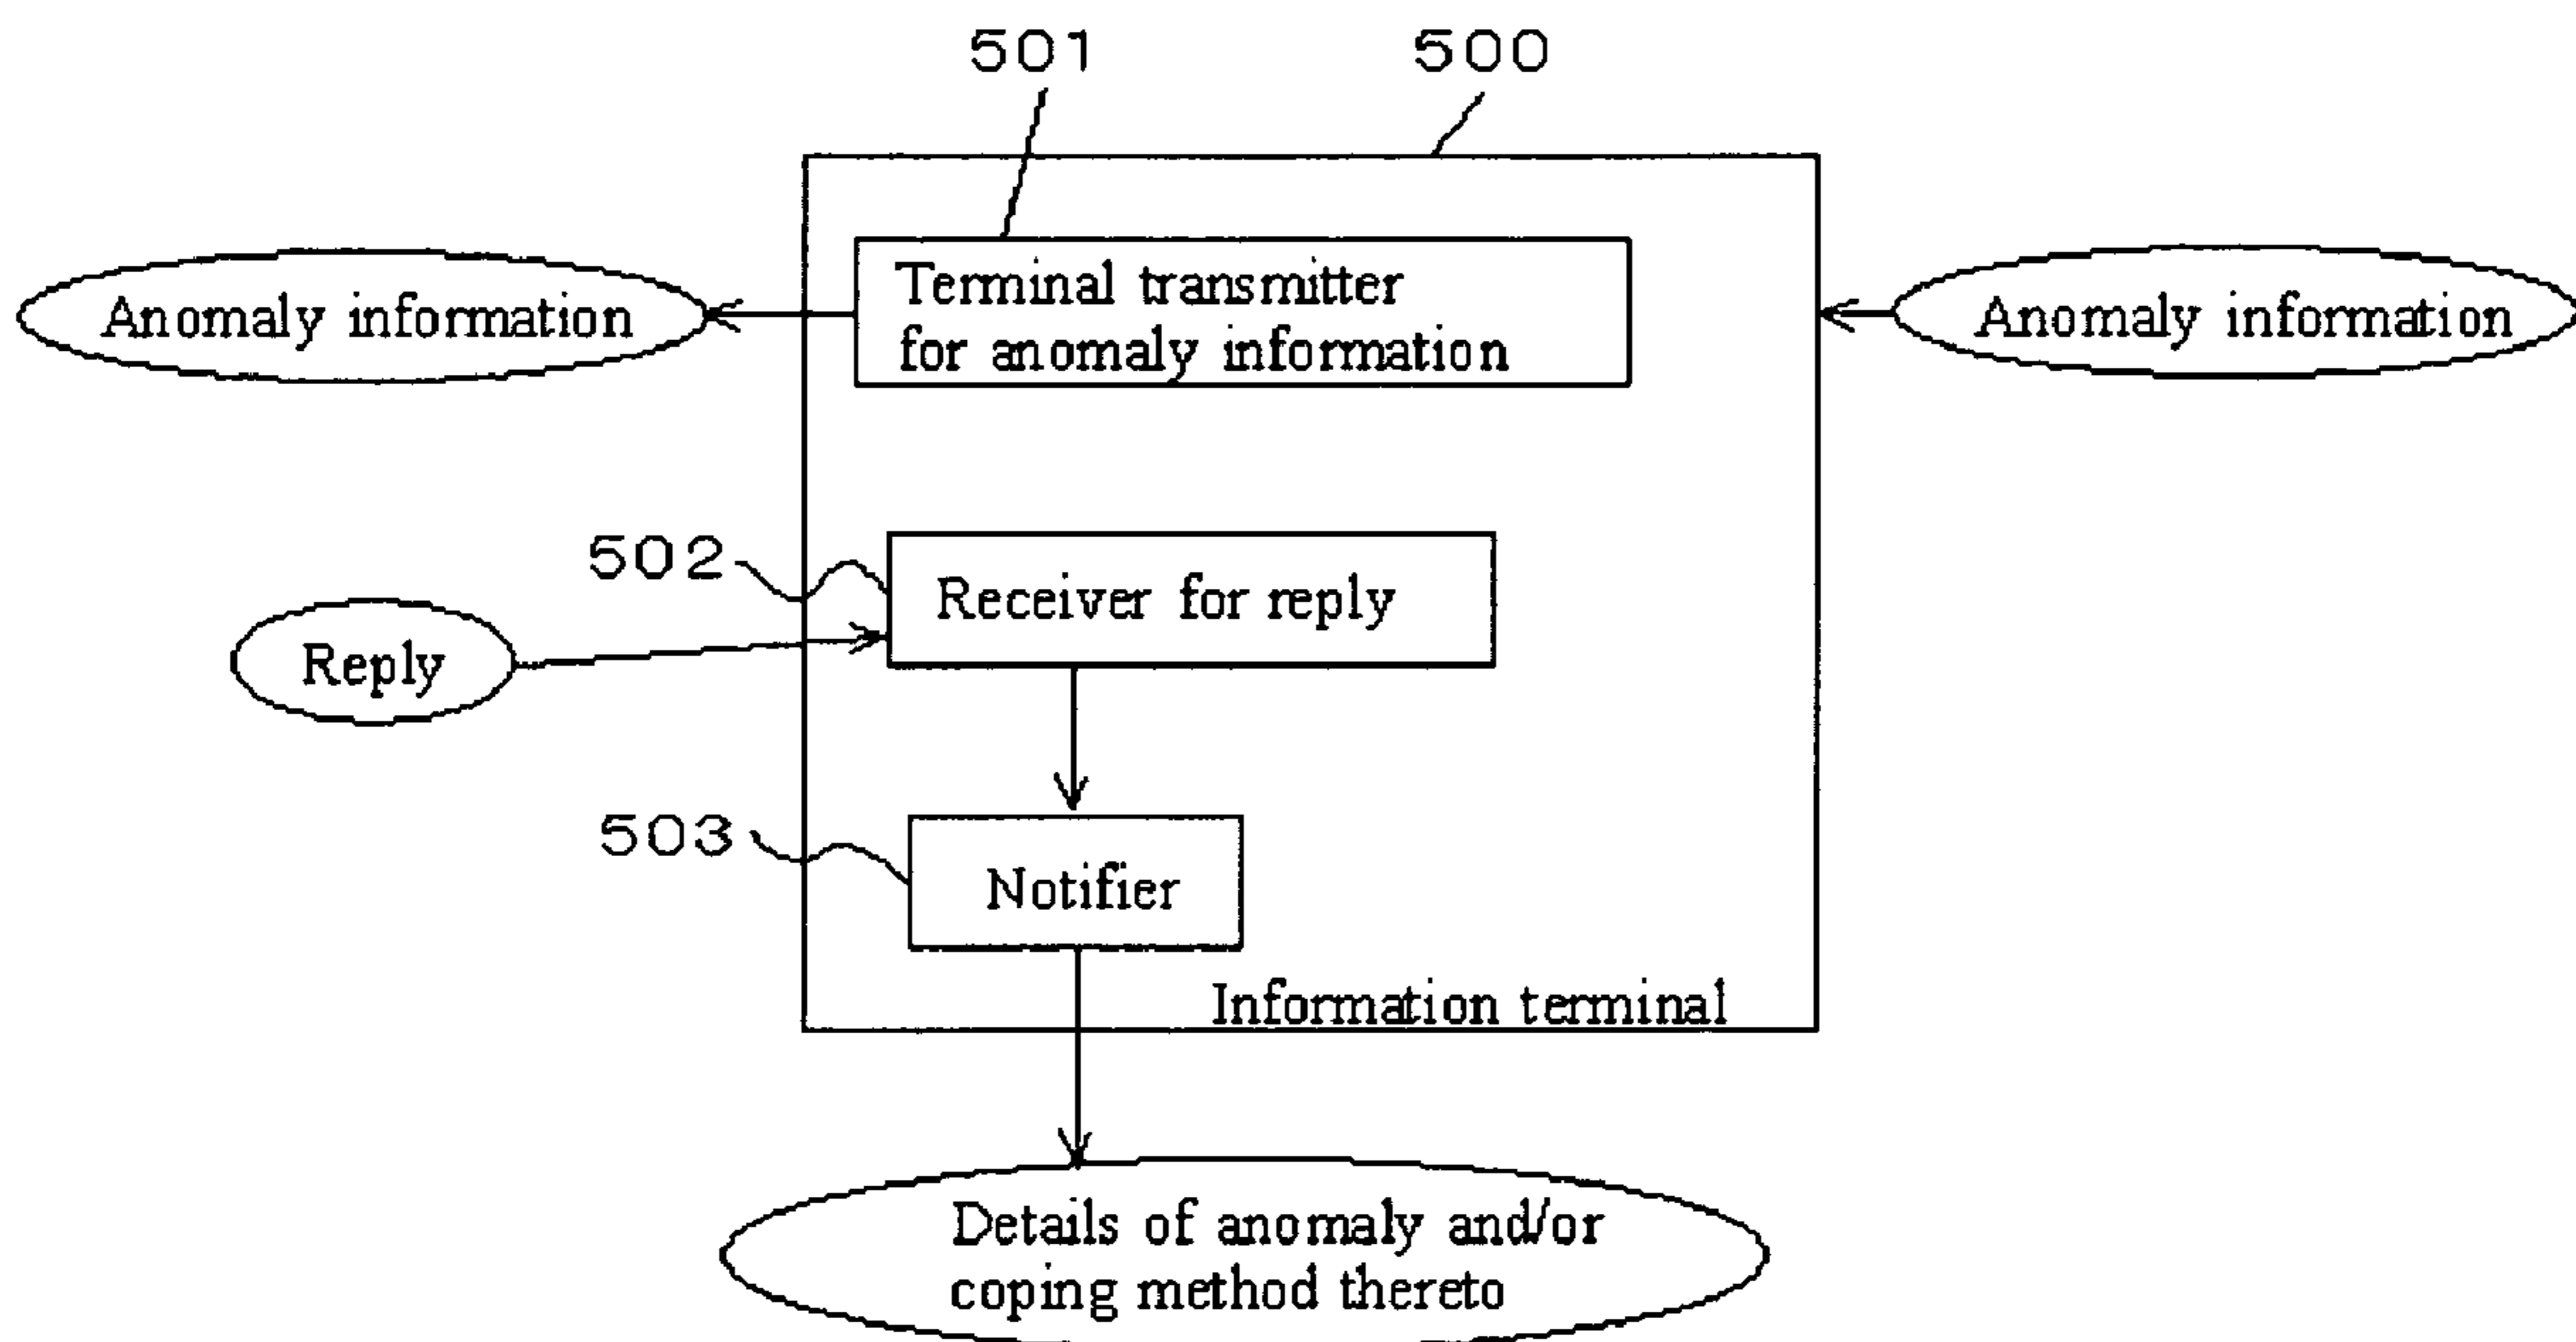 501
500
Terminal transmitter
for anomaly information
Anomaly information
Anomaly information
502
Receiver for reply
Reply
503
Notifier
Information terminal
Details of anomaly and/or
coping method thereto